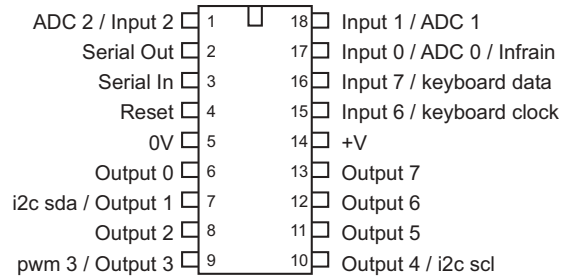 ADC 2 / Input 2 1 18 Input 1 / ADC 1
Serial Out 2 17 Input 0 / ADC 0 / Infrain
Serial In 3 16 Input 7 / keyboard data
Reset 4 15 Input 6 / keyboard clock
0V 5 14 +V
Output 0 6 13 Output 7
i2c sda / Output 1 7 12 Output 6
Output 2 8 11 Output 5
pwm 3 / Output 3 9 10 Output 4 / i2c scl